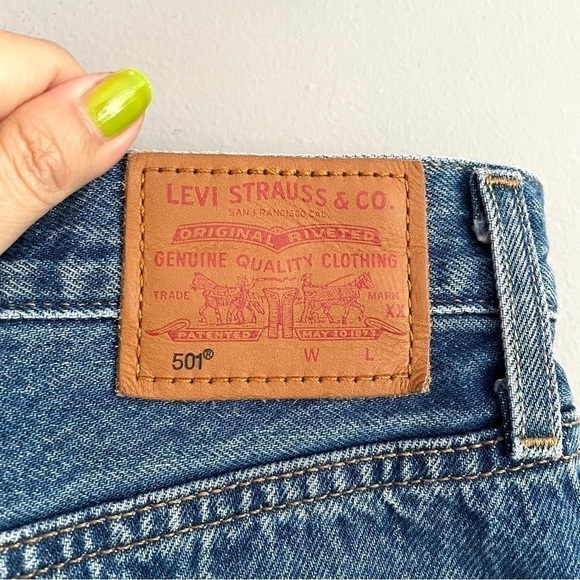 LEVI STRAUSS & CO.
SAN FRANCISCO CAL.
ORIGINAL RIVETED
GENUINE QUALITY CLOTHING
TRADE MARK
XX
PATENTED MAY 20 1873
501® W L